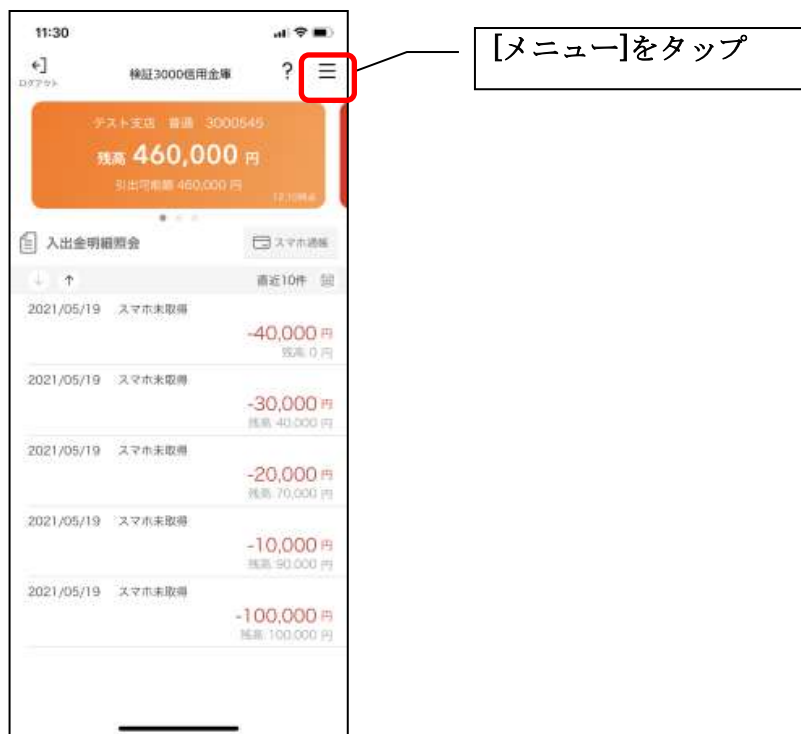 11:30
ログアウト
検証3000信用金庫
?
[メニュー]をタップ
テスト支店 普通 3000545
残高 460,000 円
引出可能額 460,000 円
入出金明細照会
スマホ通帳
↓ ↑
直近10件
2021/05/19 スマホ未取得
-40,000 円
残高 0 円
2021/05/19 スマホ未取得
-30,000 円
残高 40,000 円
2021/05/19 スマホ未取得
-20,000 円
残高 70,000 円
2021/05/19 スマホ未取得
-10,000 円
残高 90,000 円
2021/05/19 スマホ未取得
-100,000 円
残高 100,000 円